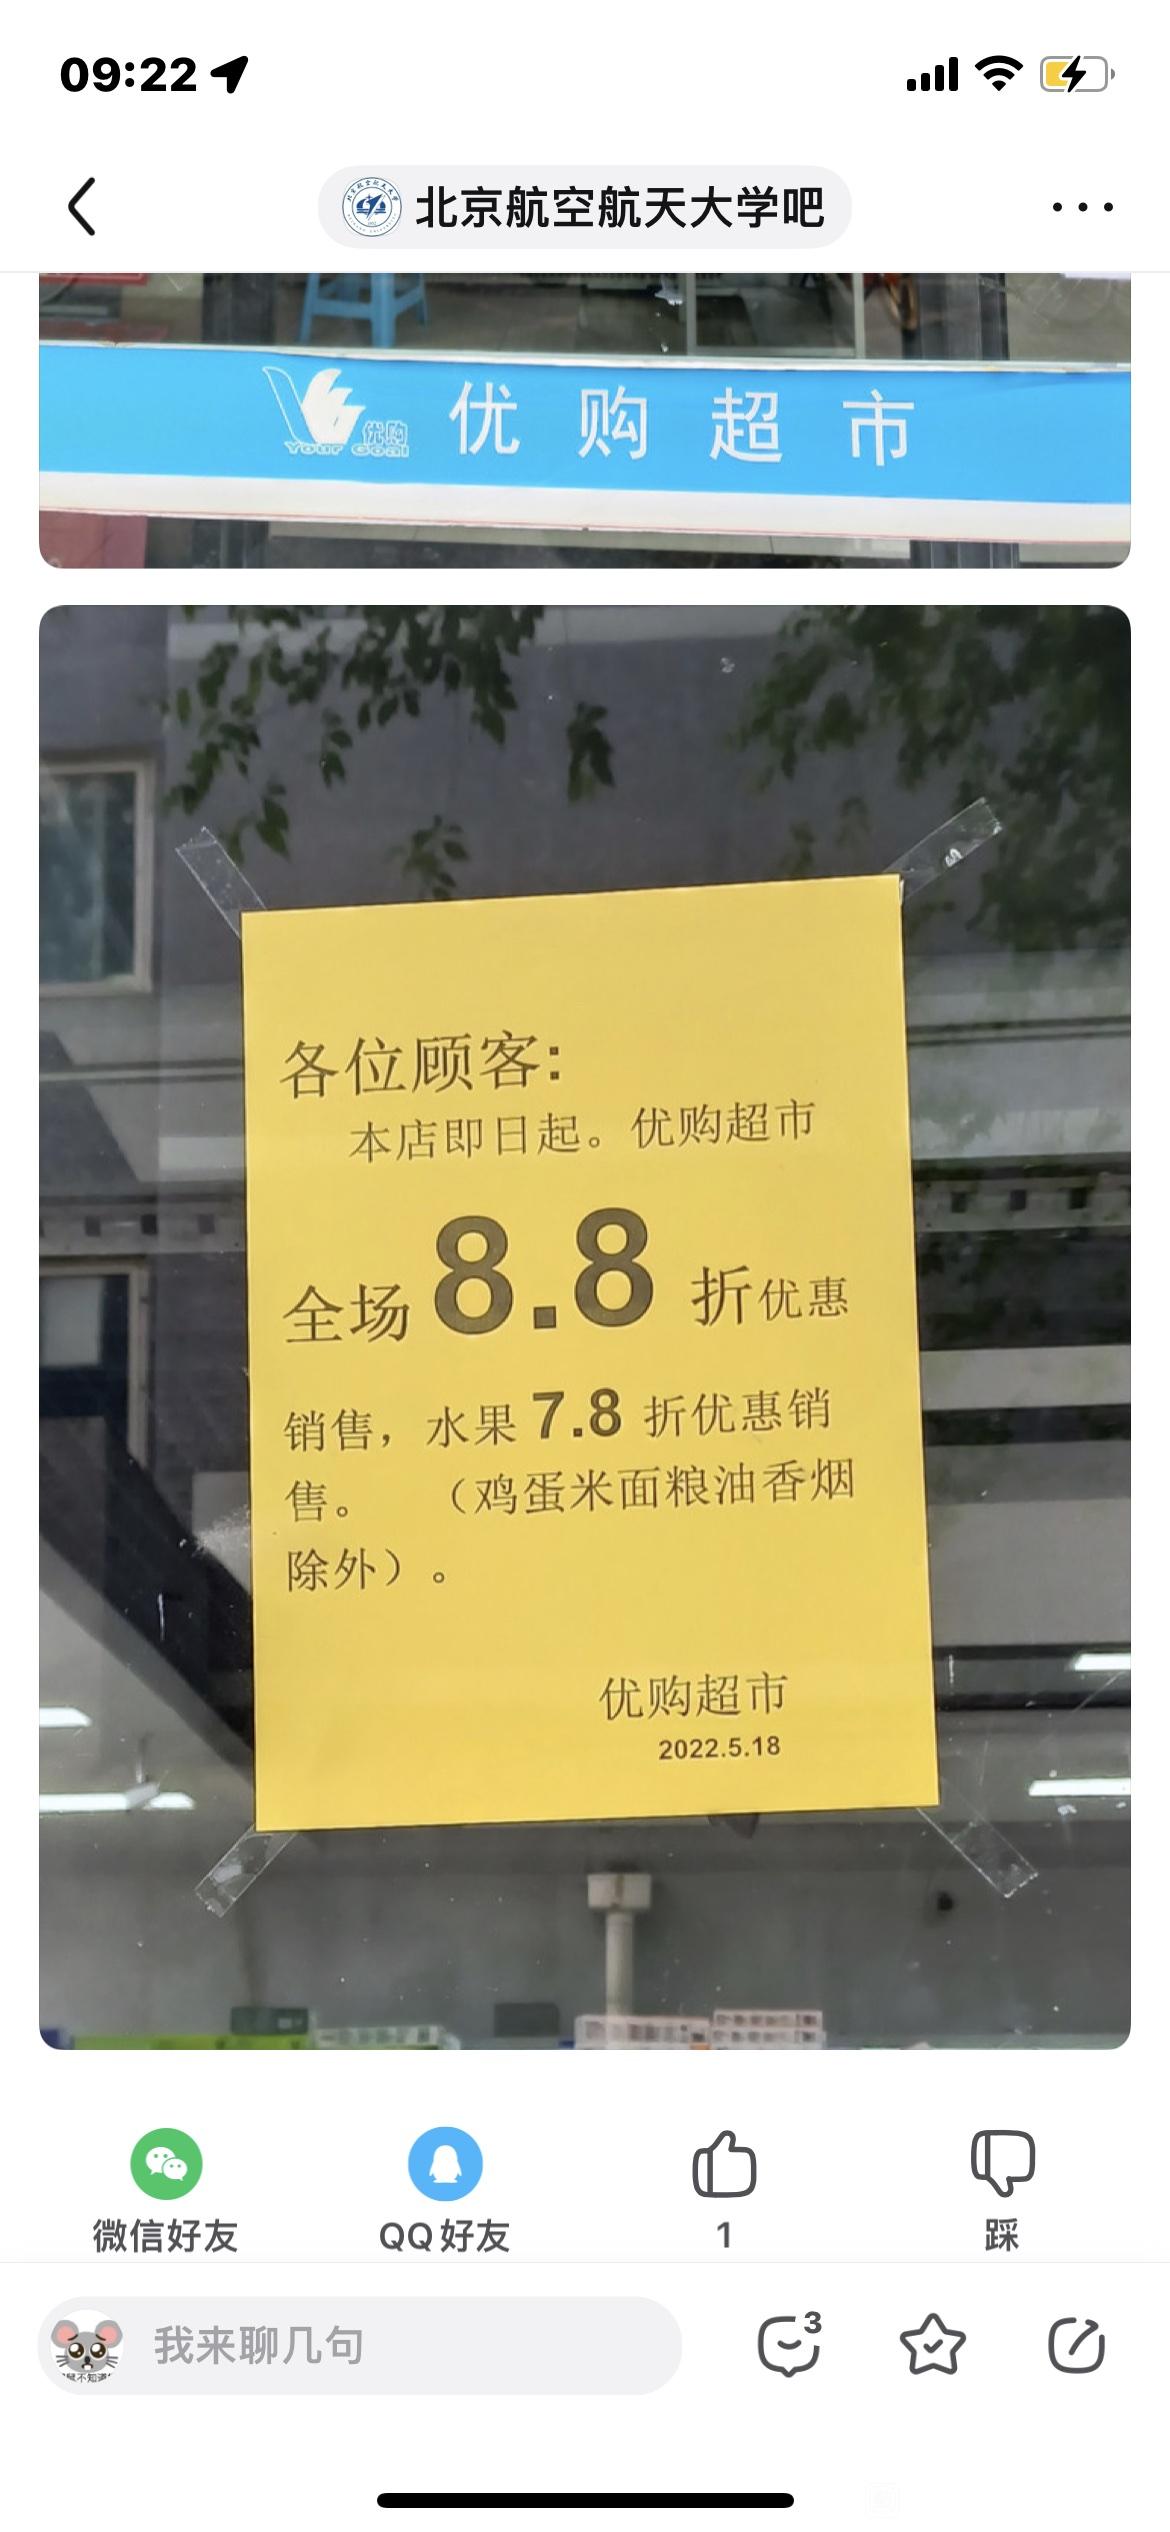 09:22
北京航空航天大学吧
优购
Your Goal
优购超市
各位顾客:
本店即日起。优购超市
全场8.8折优惠
销售，水果7.8折优惠销
售。 （鸡蛋米面粮油香烟
除外）。
优购超市
2022.5.18
微信好友
QQ好友
1
踩
我来聊几句
3